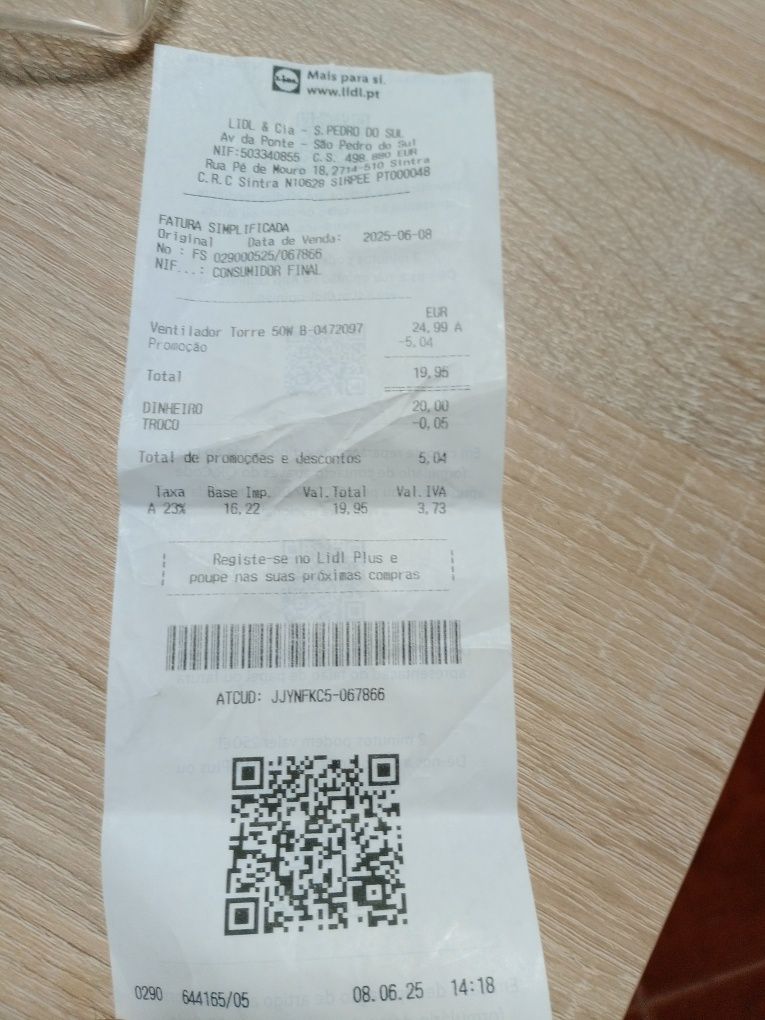 Mais para si.
www.lidl.pt
LIDL & Cia - S.PEDRO DO SUL
Av da Ponte - São Pedro do Sul
NIF:503340855 C.S. 498.880 EUR
Rua Pé de Mouro 18,2714-510 Sintra
C.R.C Sintra N10629 SIRPEE PT000048
FATURA SIMPLIFICADA
Original Data de Venda: 2025-06-08
No : FS 029000525/067866
NIF...: CONSUMIDOR FINAL
EUR
Ventilador Torre 50W B-0472097 24,99 A
Promoção -5,04
Total 19,95
DINHEIRO 20,00
TROCO -0,05
Total de promoções e descontos 5,04
Taxa Base Imp. Val.Total Val.IVA
A 23% 16,22 19,95 3,73
Registe-se no Lidl Plus e
poupe nas suas próximas compras
ATCUD: JJYNFKC5-067866
0290 644165/05 08.06.25 14:18